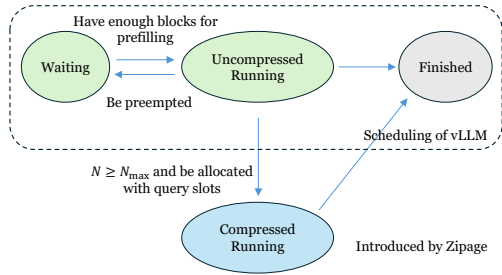 Have enough blocks for
prefilling
Waiting
Uncompressed
Running
Finished
Be preempted
Scheduling of vLLM
N ≥ N_max and be allocated
with query slots
Compressed
Running
Introduced by Zipage